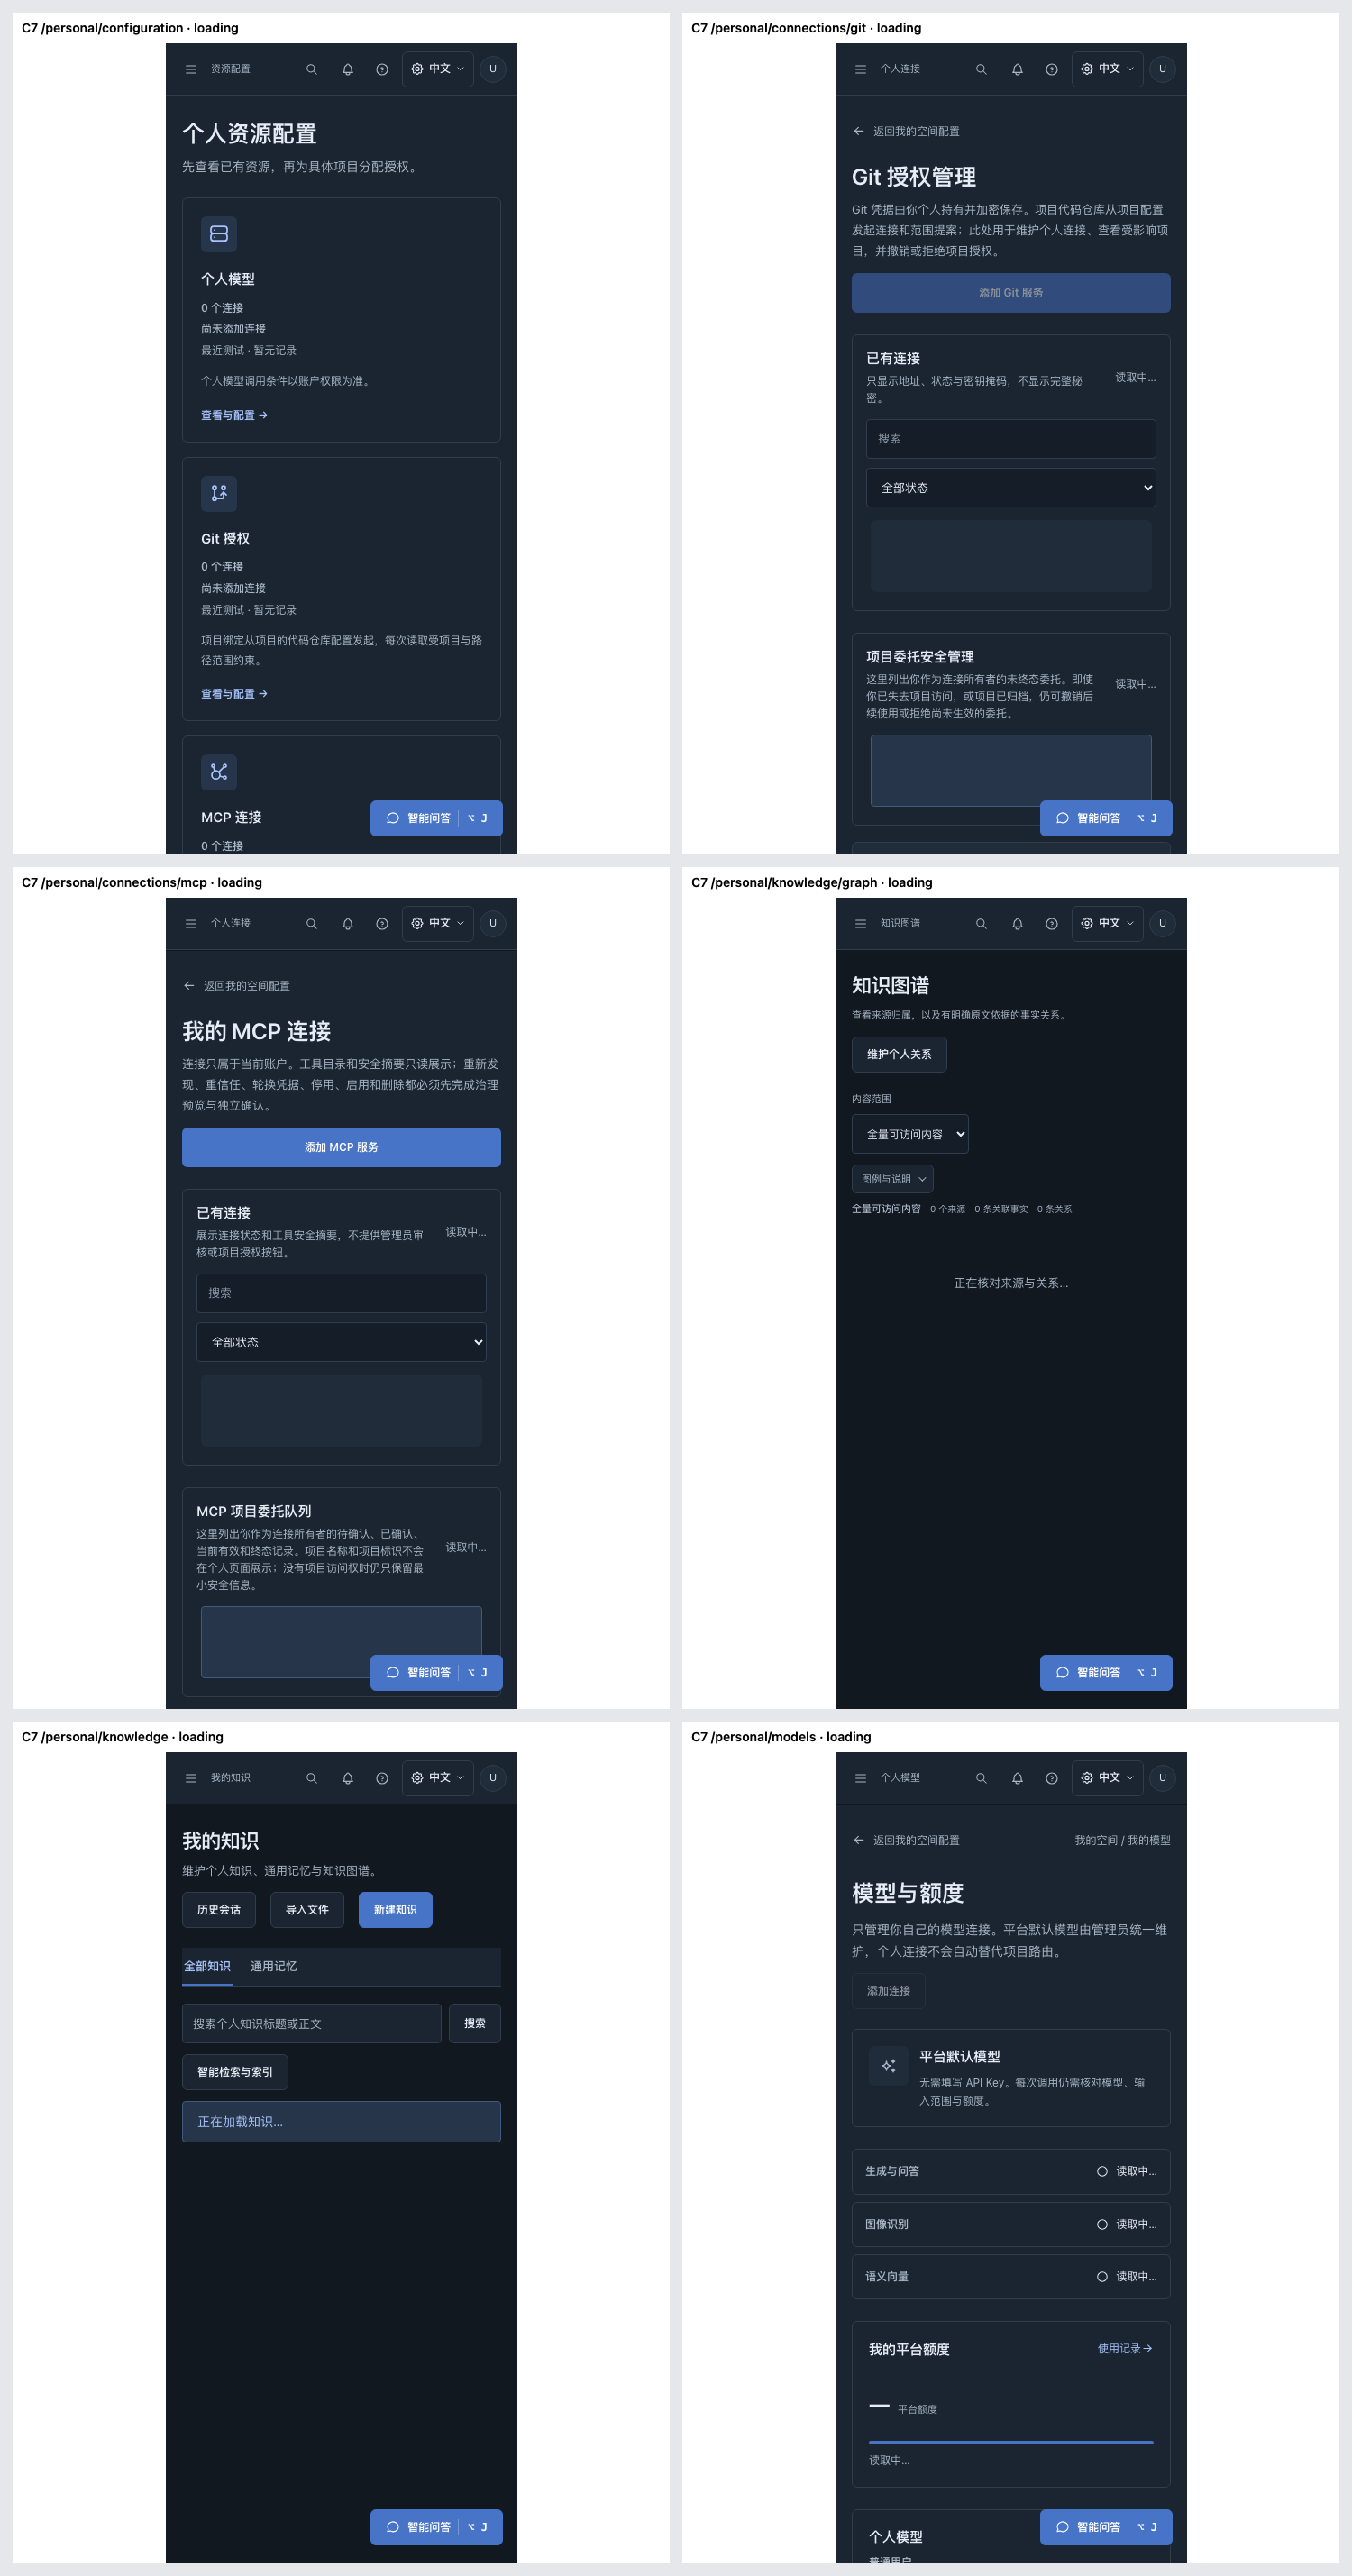 C7 /personal/configuration · loading
资源配置
中文
U
个人资源配置
先查看已有资源，再为具体项目分配授权。
个人模型
0 个连接
尚未添加连接
最近测试 · 暂无记录
个人模型调用条件以账户权限为准。
查看与配置 →
Git 授权
0 个连接
尚未添加连接
最近测试 · 暂无记录
项目绑定从项目的代码仓库配置发起，每次读取受项目与路
径范围约束。
查看与配置 →
MCP 连接
0 个连接
智能问答 ⌥ J
C7 /personal/connections/git · loading
个人连接
中文
U
← 返回我的空间配置
Git 授权管理
Git 凭据由你个人持有并加密保存。项目代码仓库从项目配置
发起连接和范围提案；此处用于维护个人连接、查看受影响项
目，并撤销或拒绝项目授权。
添加 Git 服务
已有连接
只显示地址、状态与密钥掩码，不显示完整秘
密。
读取中...
搜索
全部状态
项目委托安全管理
这里列出你作为连接所有者的未终态委托。即使
你已失去项目访问，或项目已归档，仍可撤销后
续使用或拒绝尚未生效的委托。
读取中...
智能问答 ⌥ J
C7 /personal/connections/mcp · loading
个人连接
中文
U
← 返回我的空间配置
我的 MCP 连接
连接只属于当前账户。工具目录和安全摘要只读展示；重新发
现、重信任、轮换凭据、停用、启用和删除都必须先完成治理
预览与独立确认。
添加 MCP 服务
已有连接
展示连接状态和工具安全摘要，不提供管理员审
核或项目授权按钮。
读取中...
搜索
全部状态
MCP 项目委托队列
这里列出你作为连接所有者的待确认、已确认、
当前有效和终态记录。项目名称和项目标识不会
在个人页面展示；没有项目访问权时仍只保留最
小安全信息。
读取中...
智能问答 ⌥ J
C7 /personal/knowledge/graph · loading
知识图谱
中文
U
知识图谱
查看来源归属，以及有明确原文依据的事实关系。
维护个人关系
内容范围
全量可访问内容
图例与说明
全量可访问内容 0 个来源 0 条关联事实 0 条关系
正在核对来源与关系...
智能问答 ⌥ J
C7 /personal/knowledge · loading
我的知识
中文
U
我的知识
维护个人知识、通用记忆与知识图谱。
历史会话 导入文件 新建知识
全部知识 通用记忆
搜索个人知识标题或正文 搜索
智能检索与索引
正在加载知识...
智能问答 ⌥ J
C7 /personal/models · loading
个人模型
中文
U
← 返回我的空间配置 我的空间 / 我的模型
模型与额度
只管理你自己的模型连接。平台默认模型由管理员统一维
护，个人连接不会自动替代项目路由。
添加连接
平台默认模型
无需填写 API Key。每次调用仍需核对模型、输
入范围与额度。
生成与问答 读取中...
图像识别 读取中...
语义向量 读取中...
我的平台额度 使用记录 →
— 平台额度
读取中...
个人模型
普通用户
智能问答 ⌥ J